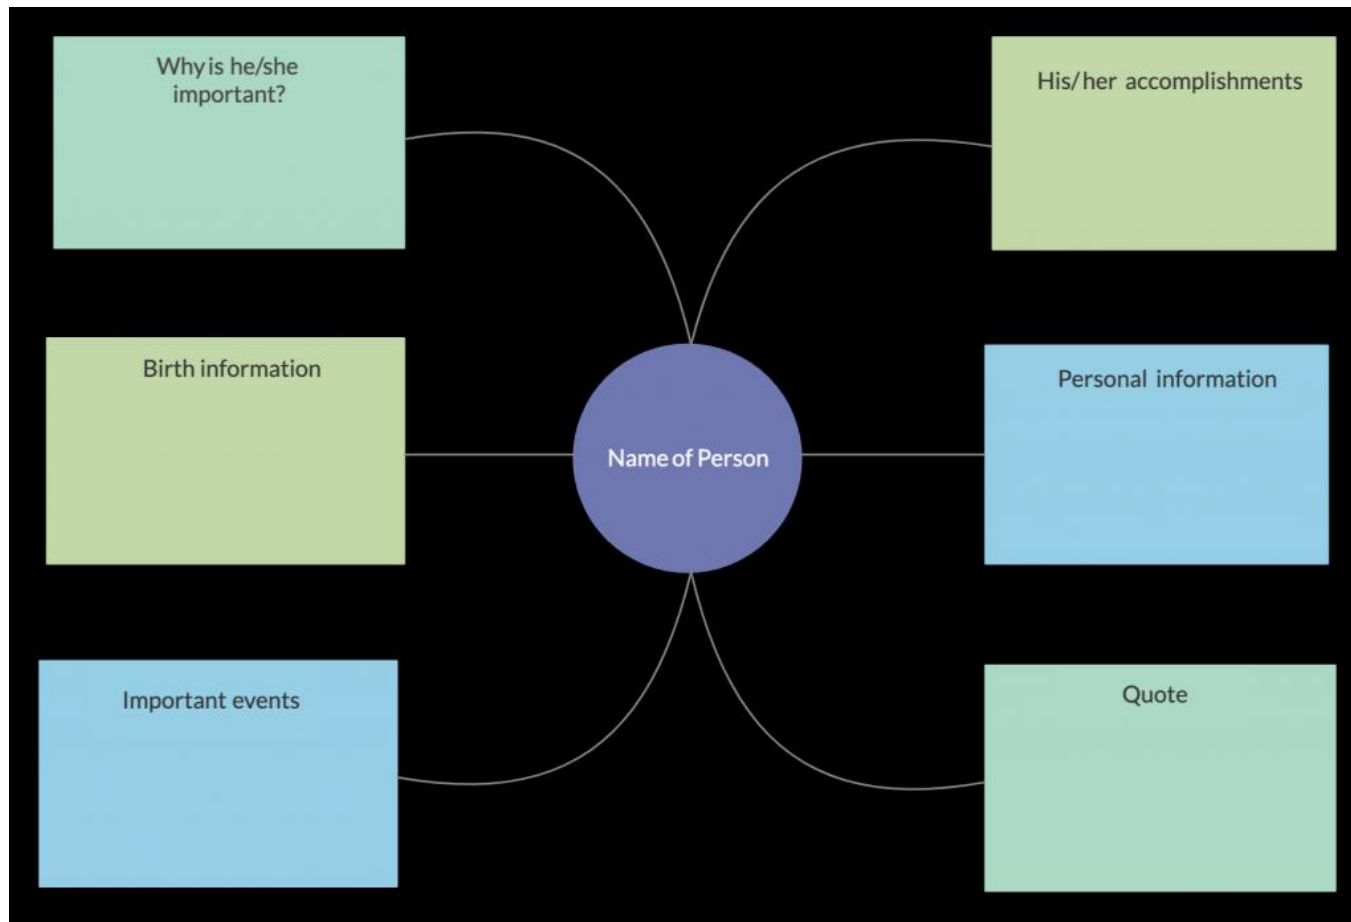 Why is he/she
important?
His/her accomplishments
Birth information
Personal information
Name of Person
Important events
Quote